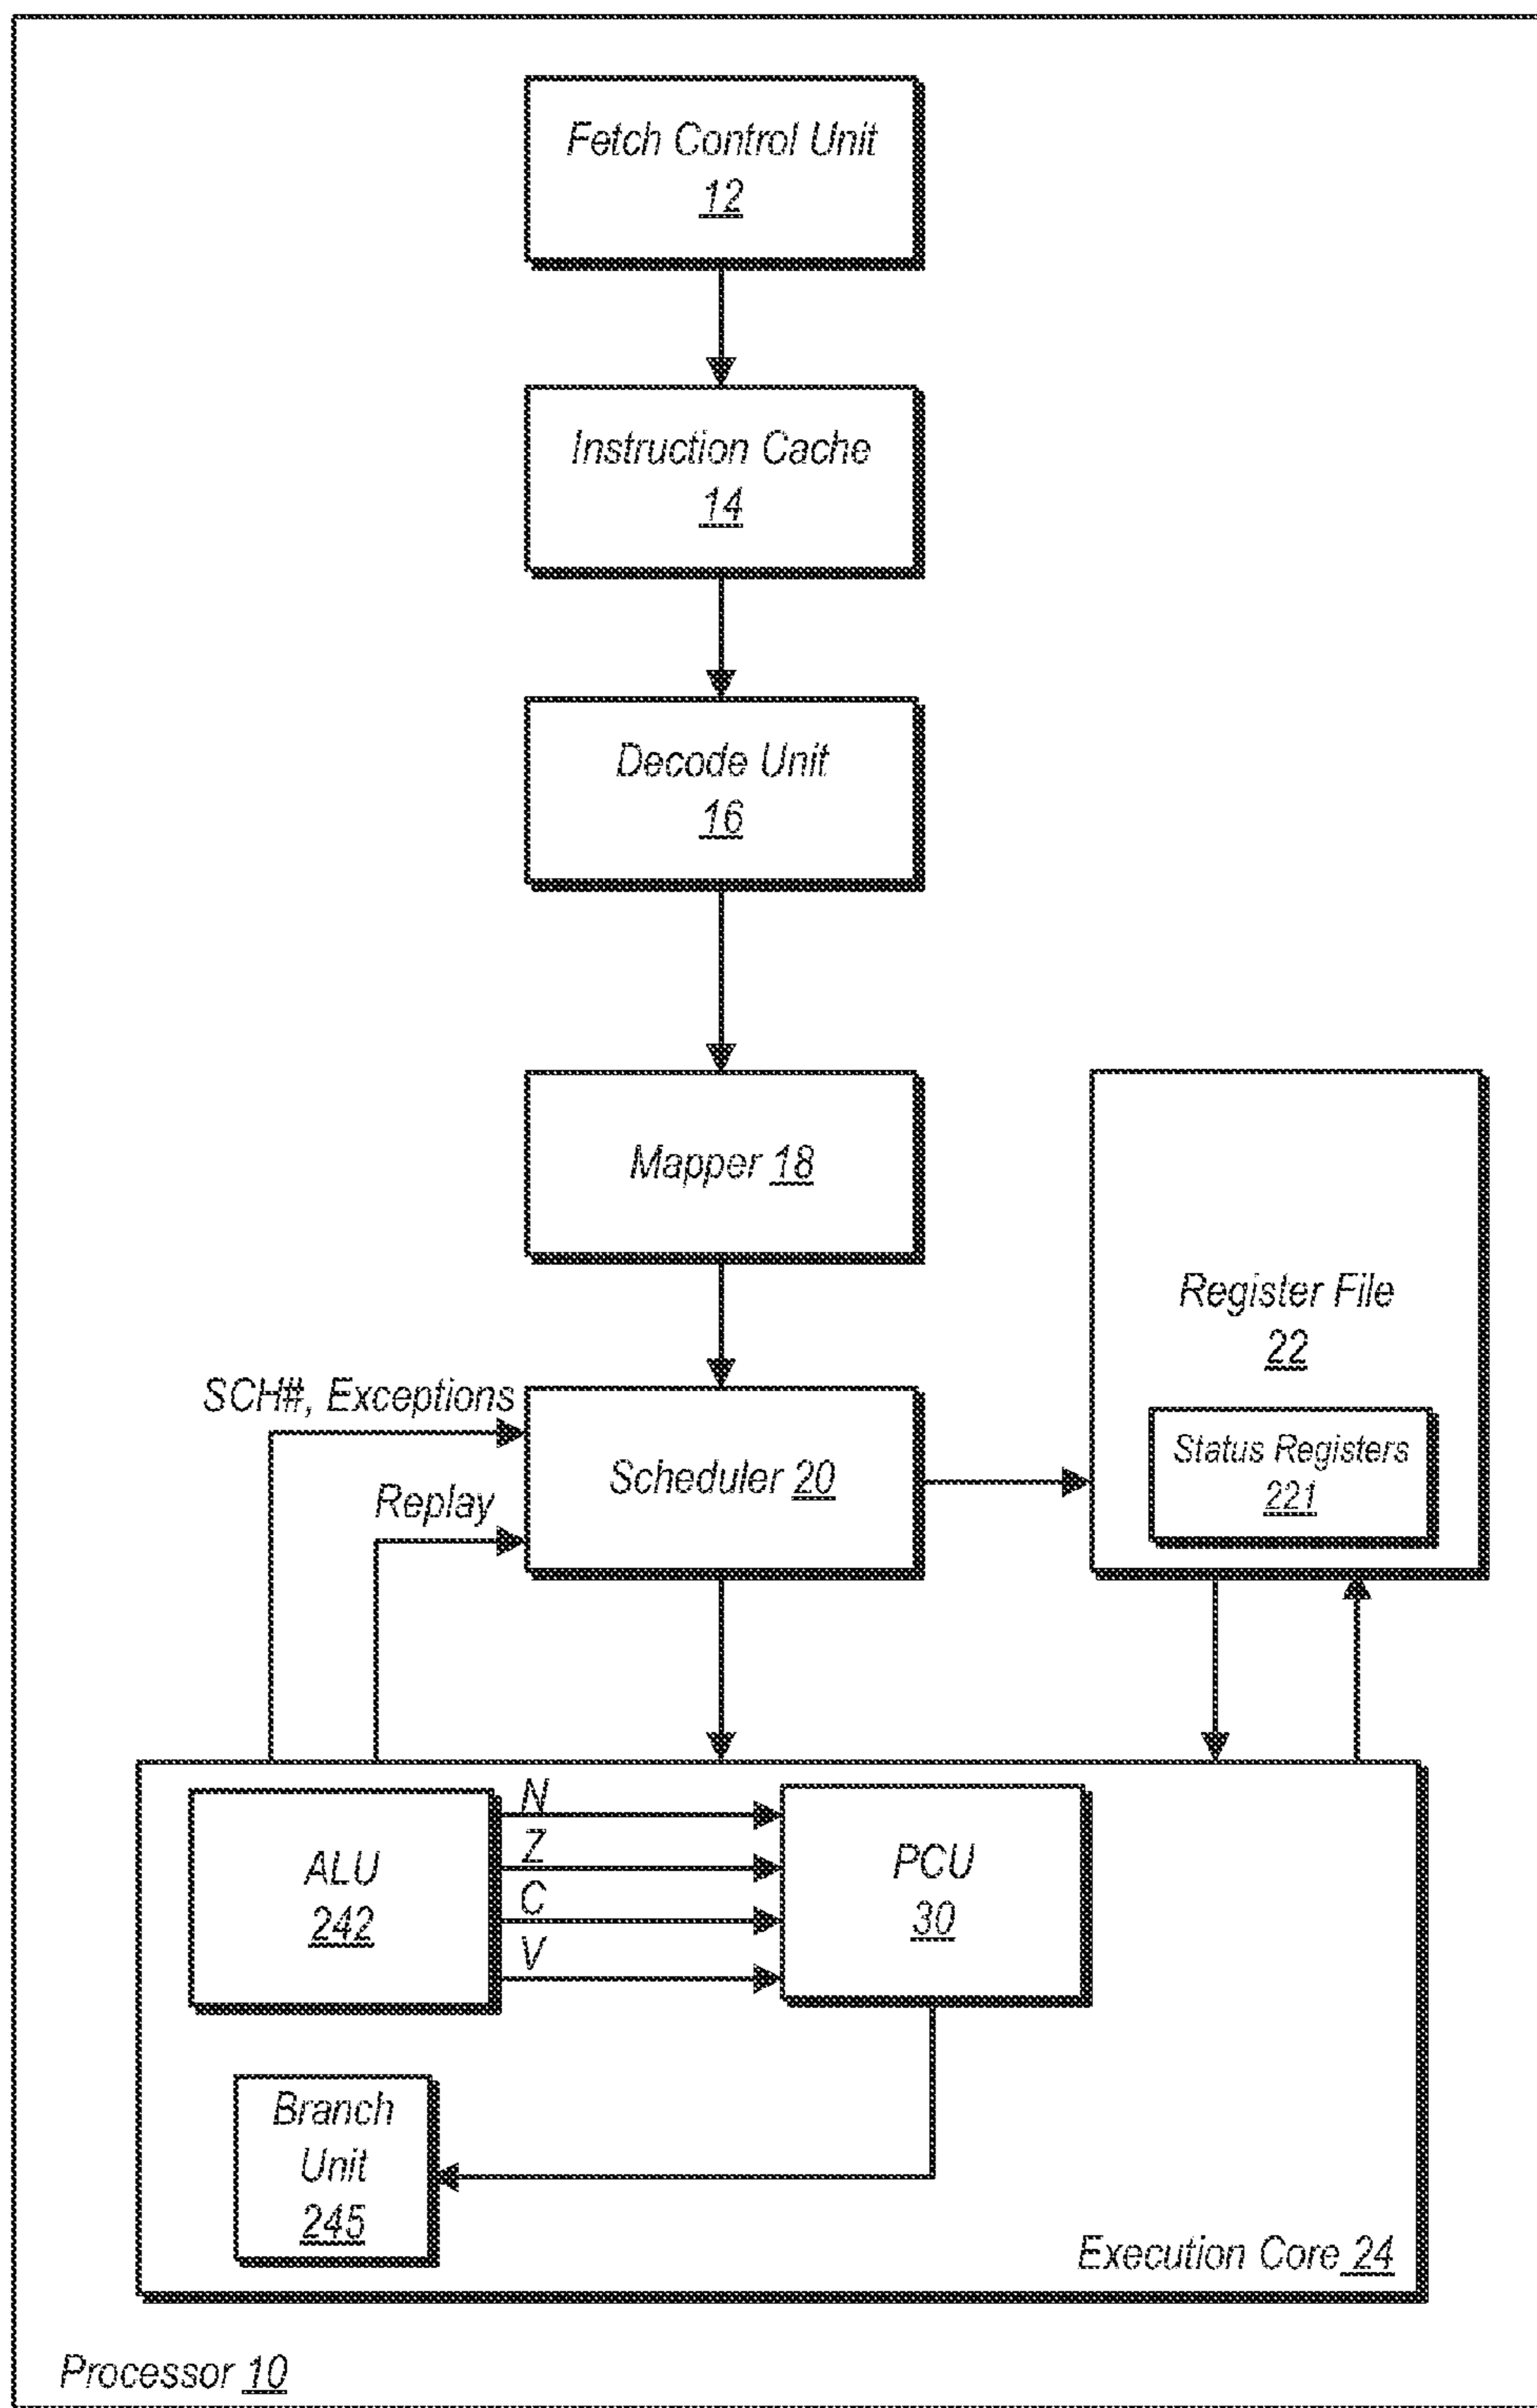 Fetch Control Unit
12
Instruction Cache
14
Decode Unit
16
Mapper 18
Register File
22
SCH#, Exceptions
Scheduler 20
Status Registers
221
Replay
N
Z
C
V
ALU
242
PCU
30
Branch
Unit
245
Execution Core 24
Processor 10